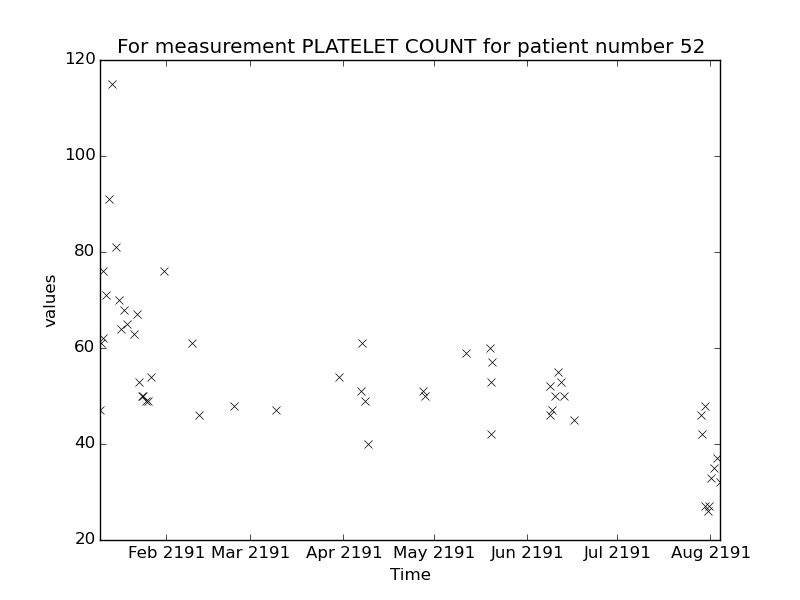 For measurement PLATELET COUNT for patient number 52
120
100
80
60
40
20
values
Feb 2191 Mar 2191 Apr 2191 May 2191 Jun 2191 Jul 2191 Aug 2191
Time